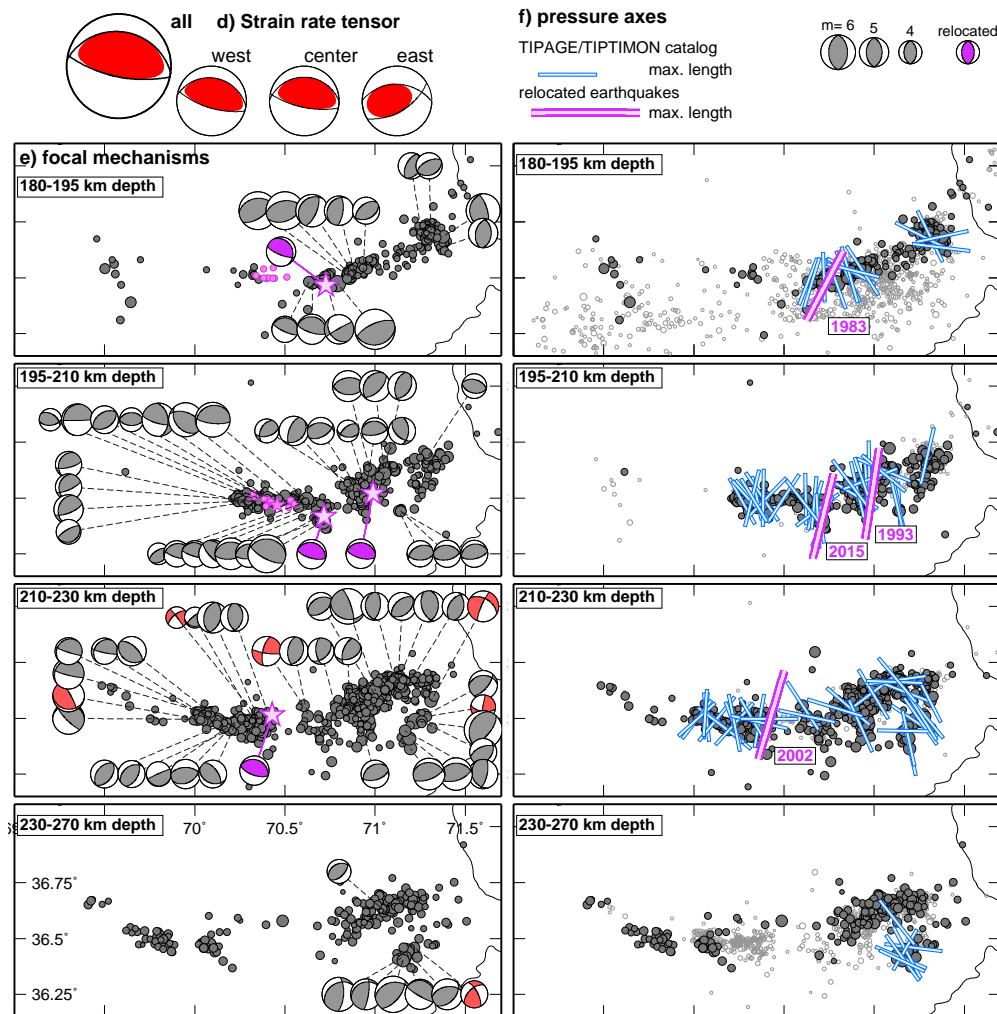 all
d) Strain rate tensor
west
center
east
f) pressure axes
TIPAGE/TIPTIMON catalog
max. length
relocated earthquakes
max. length
m= 6
5
4
relocated
e) focal mechanisms
180-195 km depth
180-195 km depth
1983
195-210 km depth
195-210 km depth
1993
2015
210-230 km depth
210-230 km depth
2002
230-270 km depth
70°
70.5°
71°
71.5°
36.75°
36.5°
36.25°
230-270 km depth